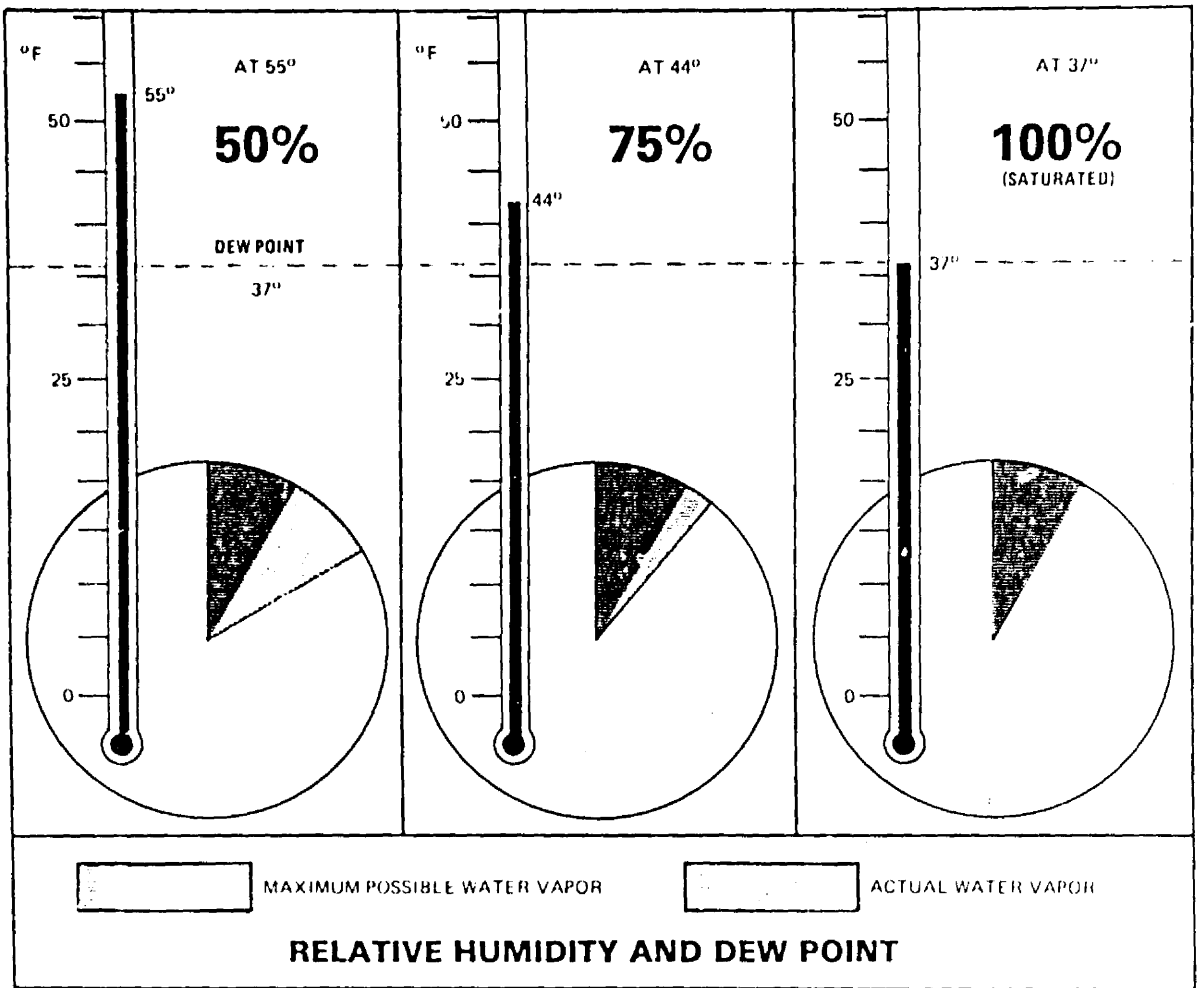 °F
AT 55°
55°
50
50%
DEW POINT
37°
25
0
°F
AT 44°
50
75%
44°
25
0
AT 37°
50
100%
(SATURATED)
37°
25
0
MAXIMUM POSSIBLE WATER VAPOR
ACTUAL WATER VAPOR
RELATIVE HUMIDITY AND DEW POINT